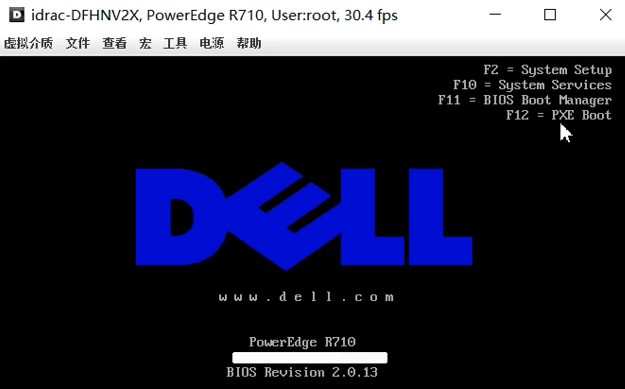 idrac-DFHNV2X, PowerEdge R710, User:root, 30.4 fps
虚拟介质 文件 查看 宏 工具 电源 帮助
F2 = System Setup
F10 = System Services
F11 = BIOS Boot Manager
F12 = PXE Boot
DELL
www.dell.com
PowerEdge R710
BIOS Revision 2.0.13